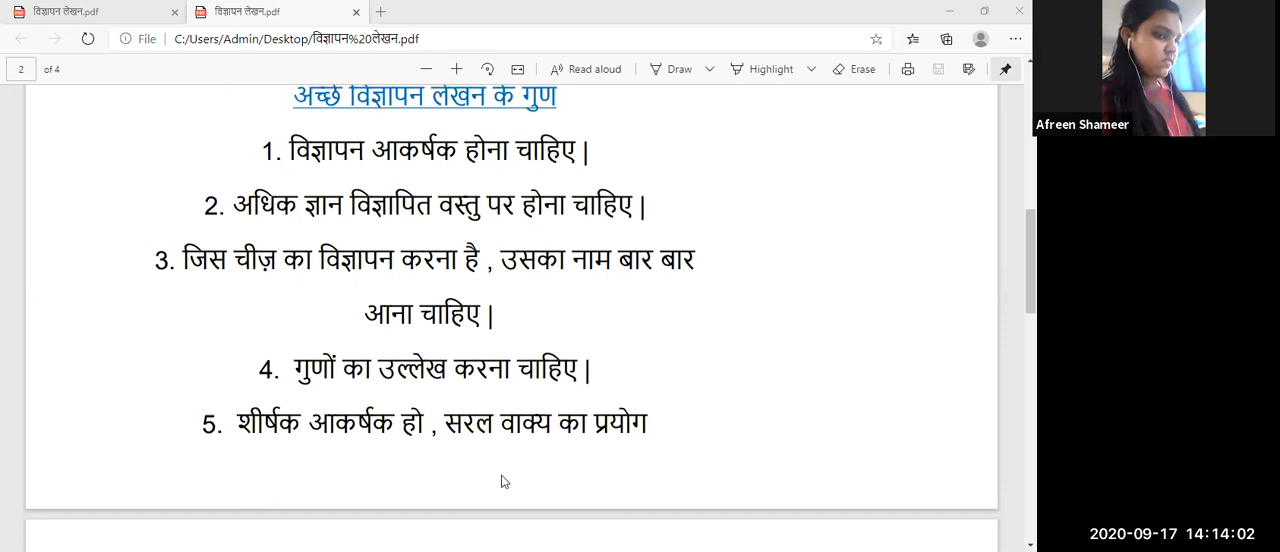 विज्ञापन लेखन.pdf
विज्ञापन लेखन.pdf
File C:/Users/Admin/Desktop/विज्ञापन%20लेखन.pdf
2 of 4 Read aloud Draw Highlight Erase
Afreen Shameer
अच्छे विज्ञापन लेखन के गुण
1. विज्ञापन आकर्षक होना चाहिए |
2. अधिक ज्ञान विज्ञापित वस्तु पर होना चाहिए |
3. जिस चीज़ का विज्ञापन करना है , उसका नाम बार बार
आना चाहिए |
4. गुणों का उल्लेख करना चाहिए |
5. शीर्षक आकर्षक हो , सरल वाक्य का प्रयोग
2020-09-17 14:14:02